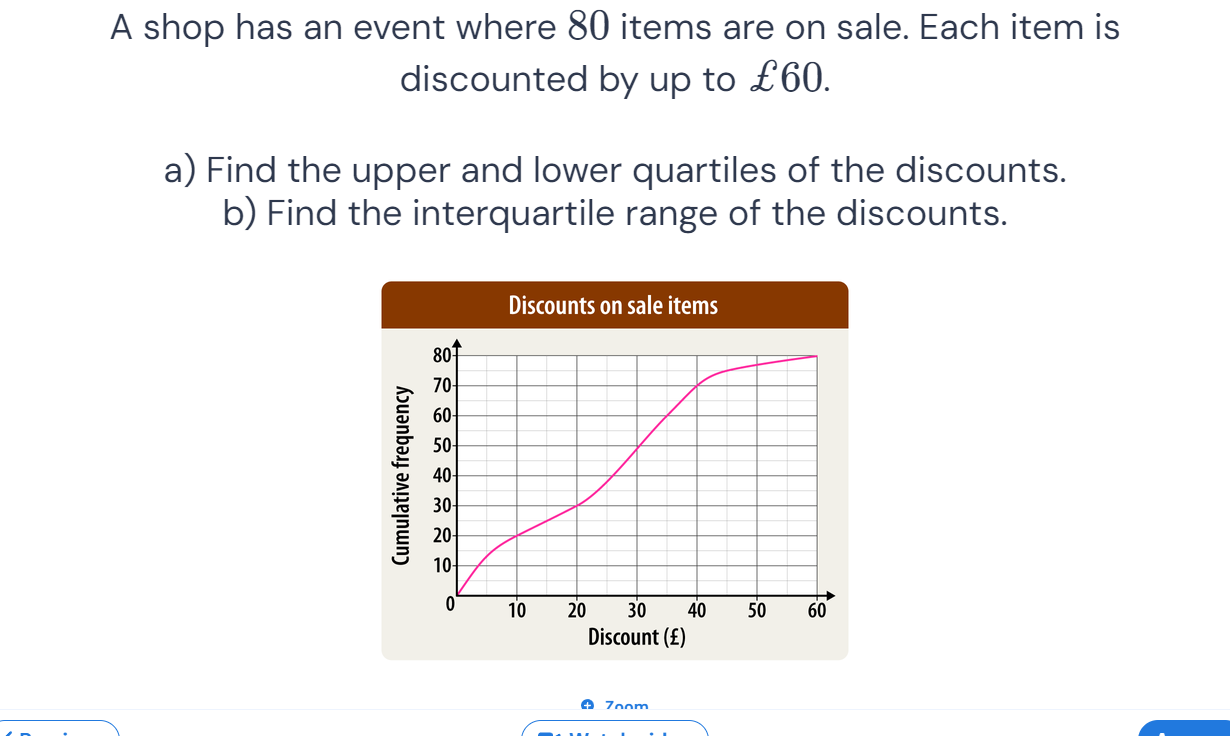 A shop has an event where 80 items are on sale. Each item is
discounted by up to £60.
a) Find the upper and lower quartiles of the discounts.
b) Find the interquartile range of the discounts.
Discounts on sale items
Cumulative frequency
80
70
60
50
40
30
20
10
0
10 20 30 40 50 60
Discount (£)
Zoom